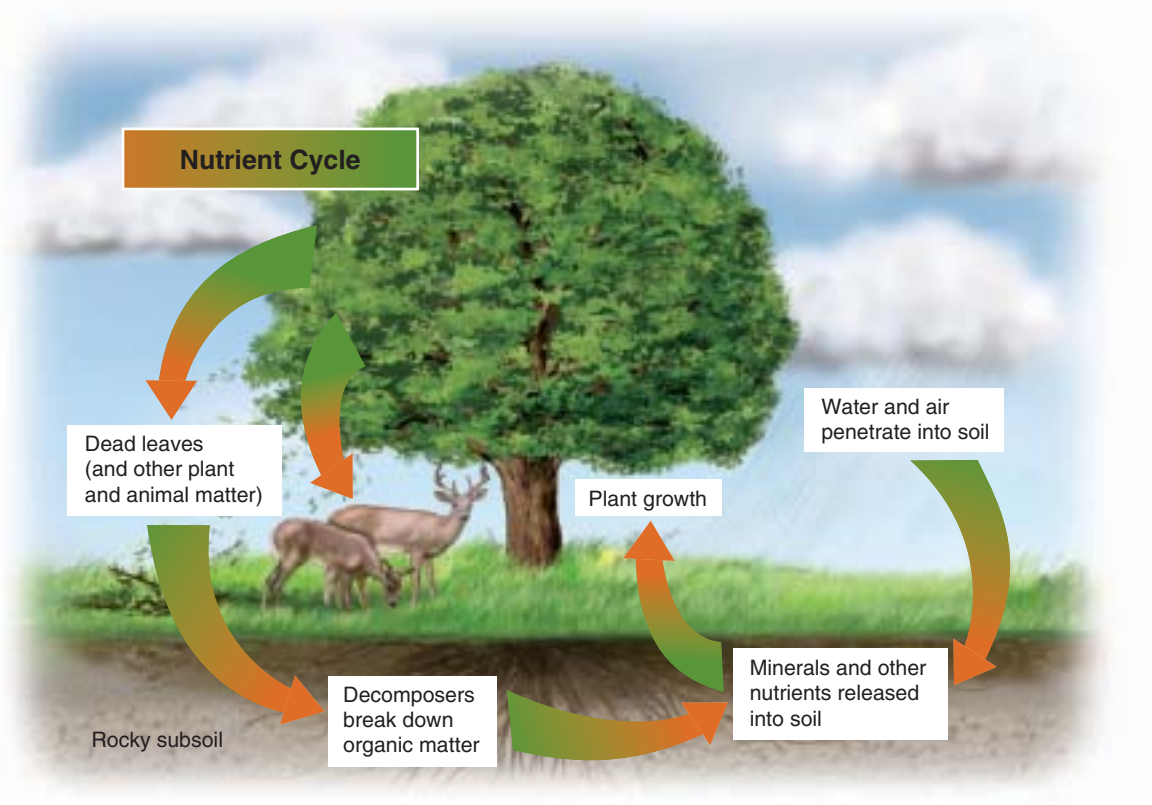 Nutrient Cycle
Dead leaves
(and other plant
and animal matter)
Water and air
penetrate into soil
Plant growth
Decomposers
break down
organic matter
Minerals and other
nutrients released
into soil
Rocky subsoil